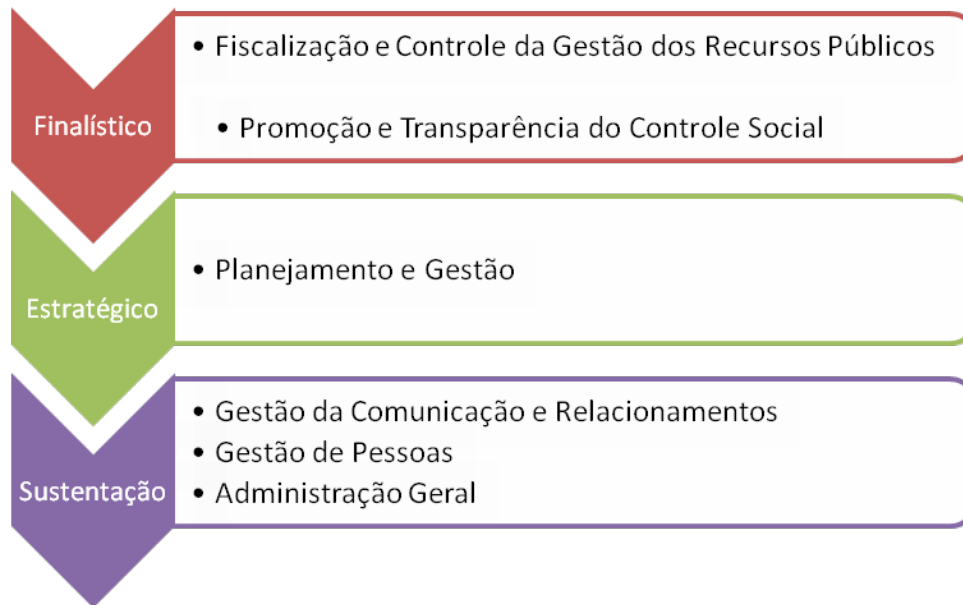 • Fiscalização e Controle da Gestão dos Recursos Públicos
Finalístico
• Promoção e Transparência do Controle Social
Estratégico
• Planejamento e Gestão
Sustentação
• Gestão da Comunicação e Relacionamentos
• Gestão de Pessoas
• Administração Geral